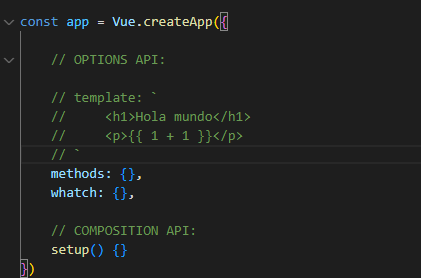 const app = Vue.createApp({
// OPTIONS API:
// template: `
//     <h1>Hola mundo</h1>
//     <p>{{ 1 + 1 }}</p>
// `
methods: {},
whatch: {},
// COMPOSITION API:
setup() {}
})